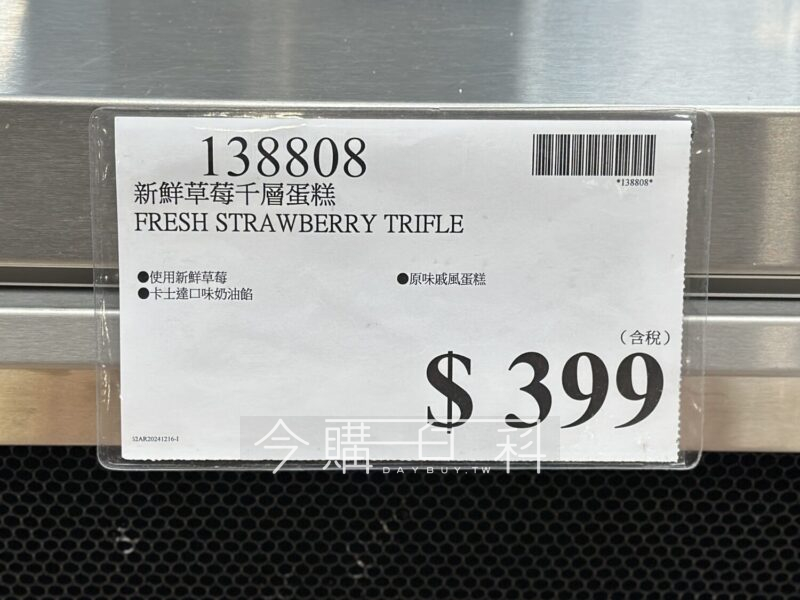 138808
*138808*
新鮮草莓千層蛋糕
FRESH STRAWBERRY TRIFLE
●使用新鮮草莓
●原味戚風蛋糕
●卡士達口味奶油餡
(含稅)
$ 399
S2AR20241216-I
今購百科
DAYBUY.TW